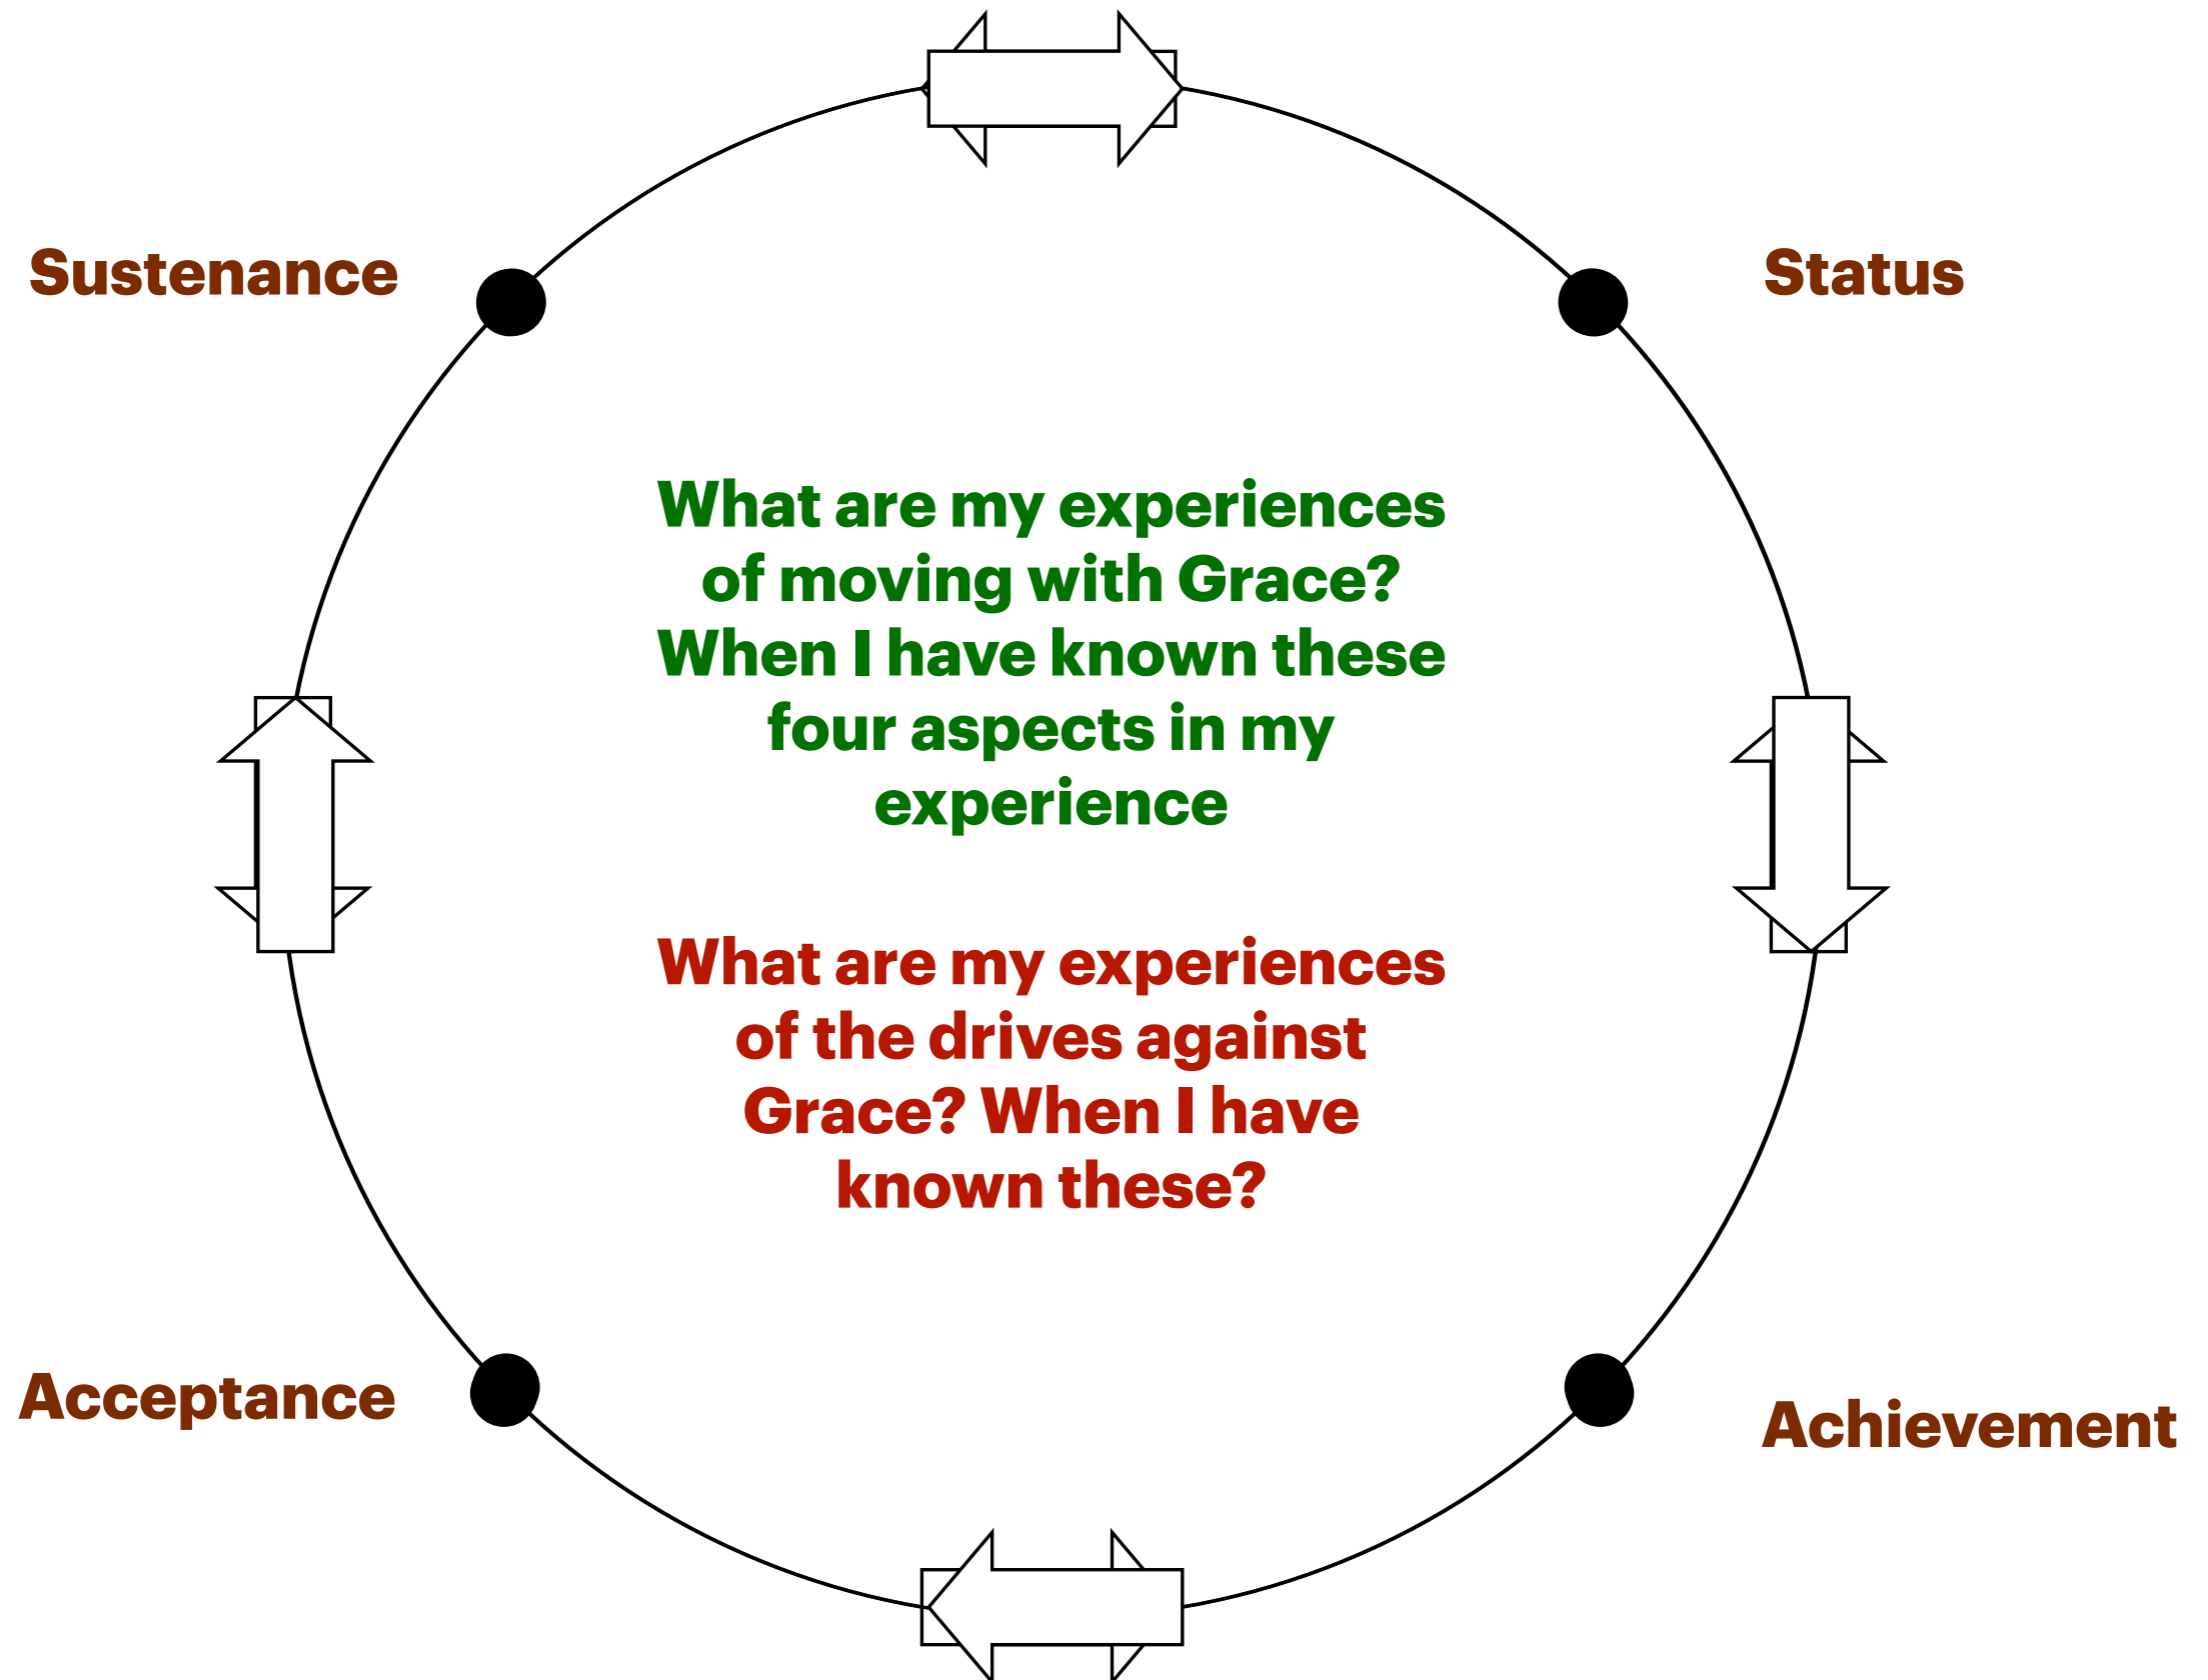 Sustenance
Status
What are my experiences
of moving with Grace?
When I have known these
four aspects in my
experience
What are my experiences
of the drives against
Grace? When I have
known these?
Acceptance
Achievement